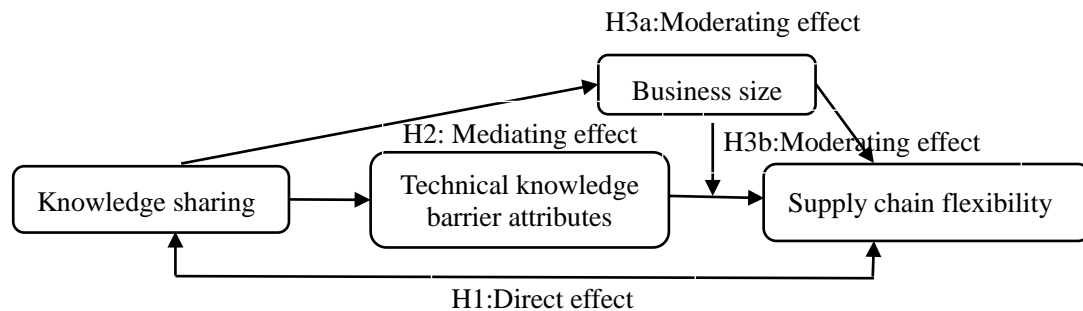 H3a:Moderating effect
Business size
H2: Mediating effect
H3b:Moderating effect
Knowledge sharing
Technical knowledge
barrier attributes
Supply chain flexibility
H1:Direct effect